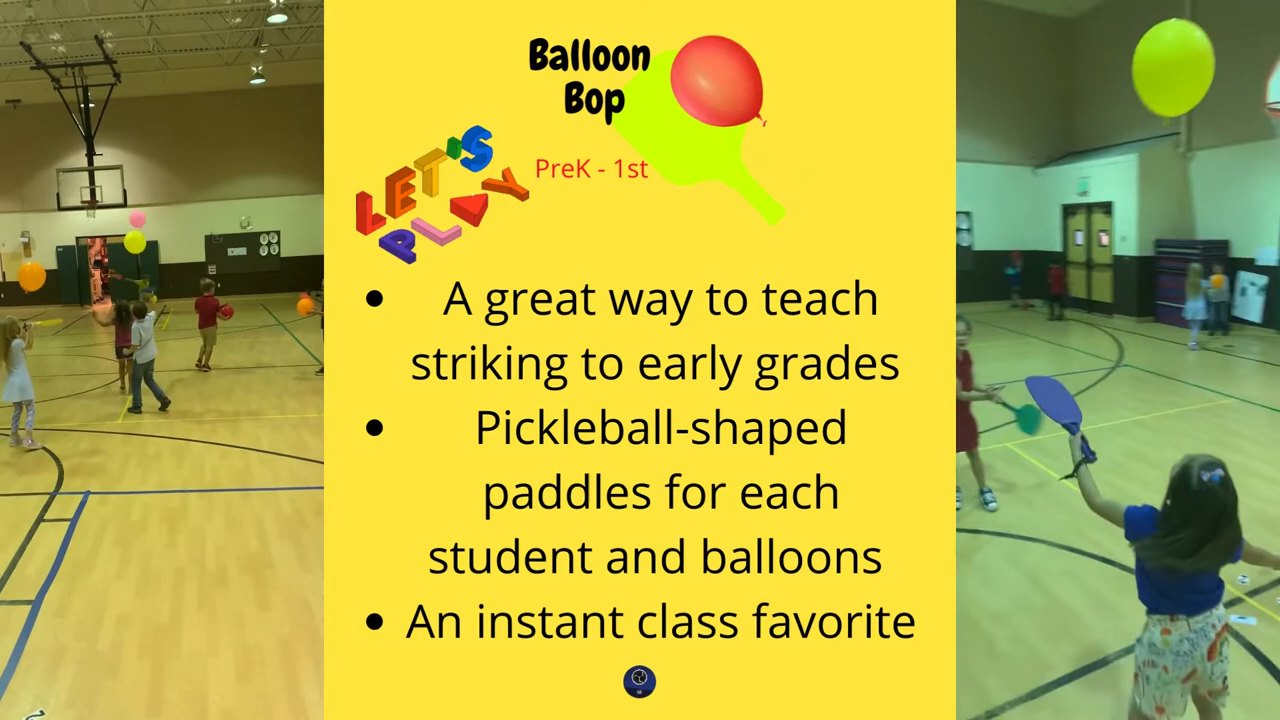 Balloon
Bop
LET'S
PLAY
PreK - 1st
• A great way to teach
striking to early grades
• Pickleball-shaped
paddles for each
student and balloons
• An instant class favorite